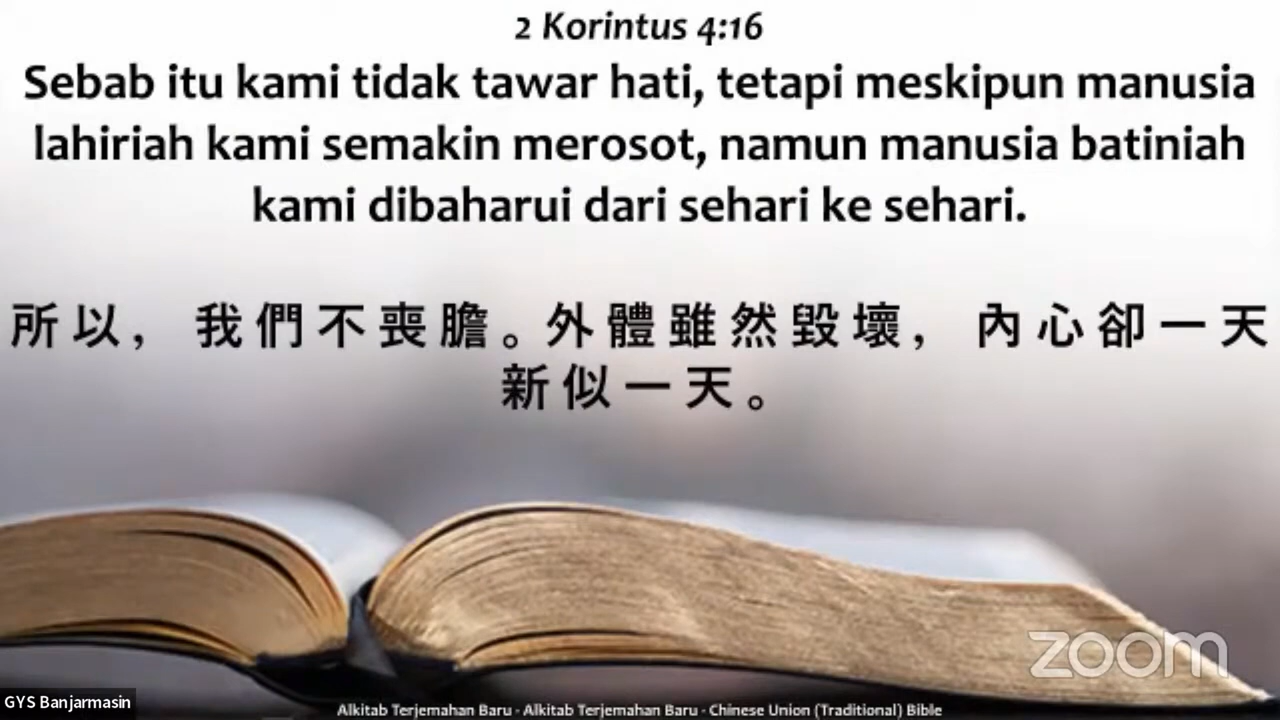 2 Korintus 4:16
Sebab itu kami tidak tawar hati, tetapi meskipun manusia
lahiriah kami semakin merosot, namun manusia batiniah
kami dibaharui dari sehari ke sehari.
所以， 我們不喪膽。外體雖然毀壞， 內心卻一天
新似一天。
zoom
GYS Banjarmasin
Alkitab Terjemahan Baru - Alkitab Terjemahan Baru - Chinese Union (Traditional) Bible